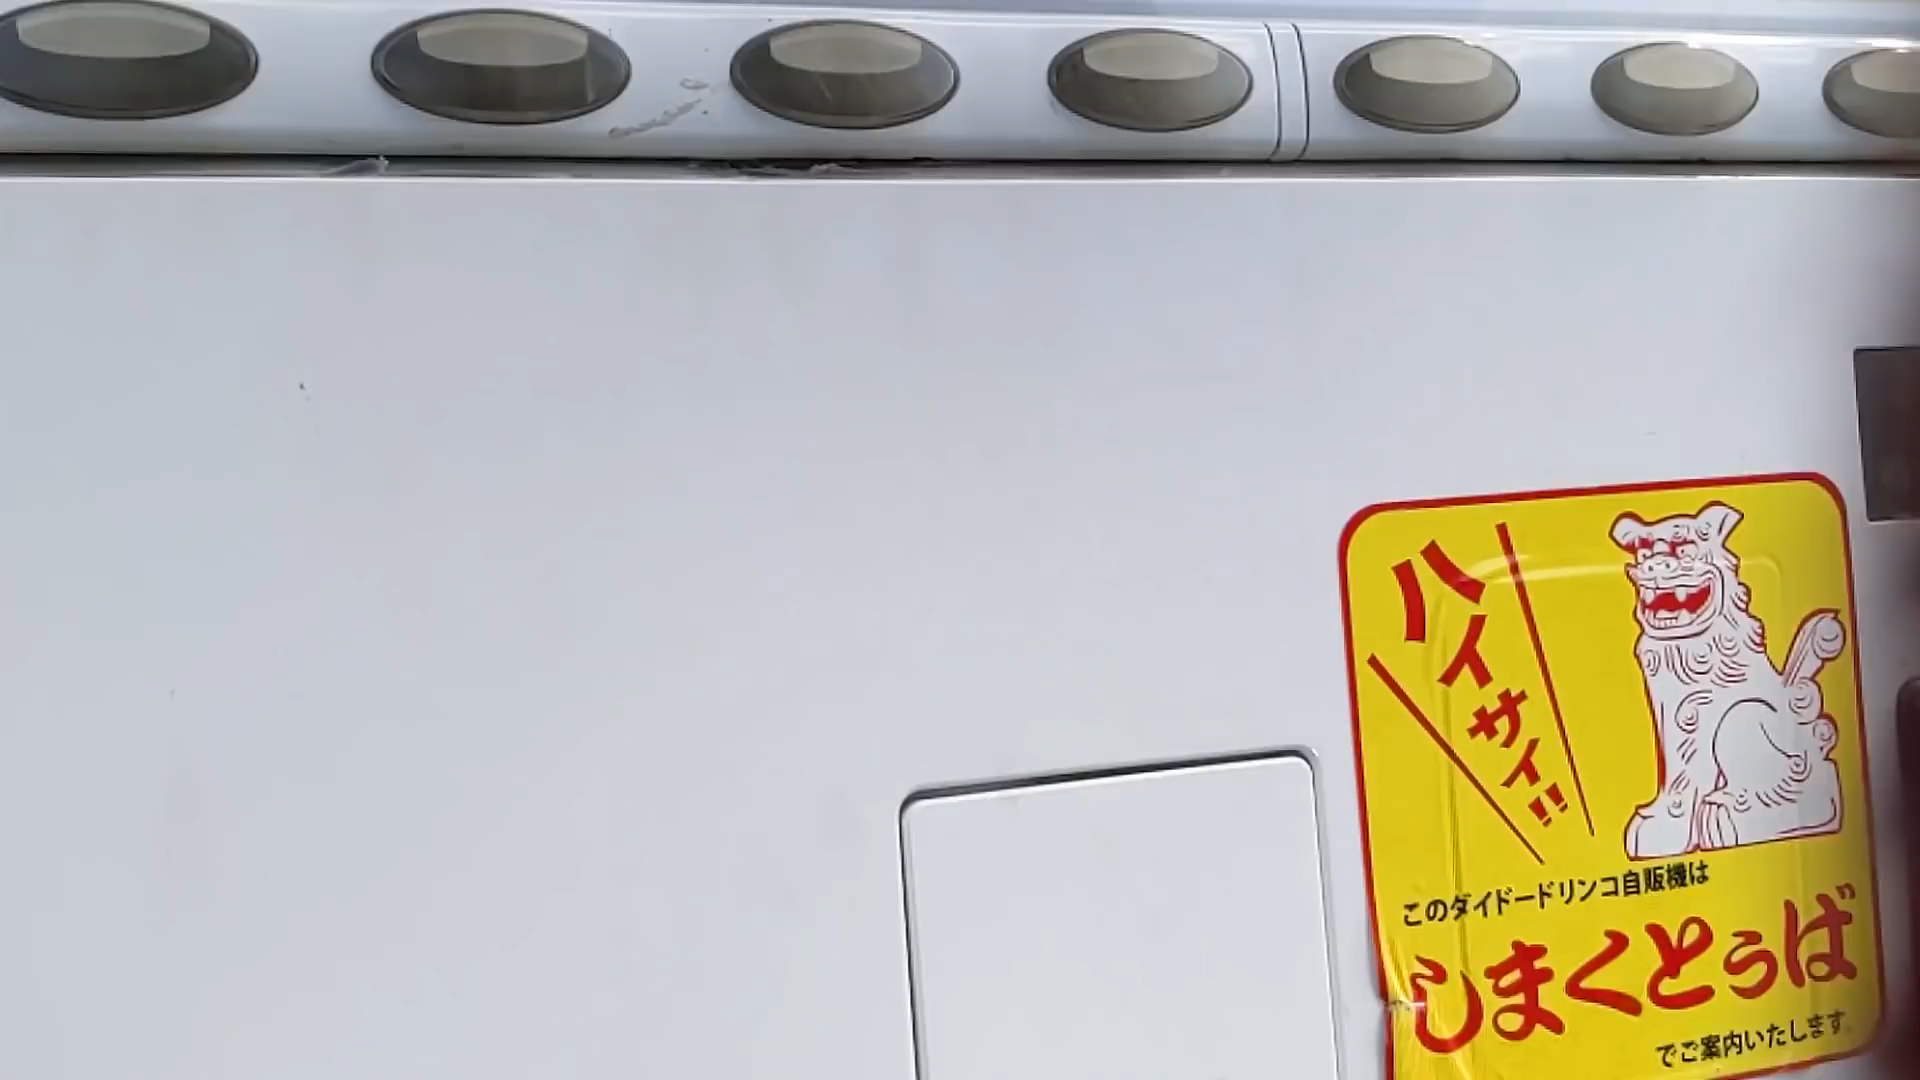 ハイサイ!!
このダイドードリンコ自販機は
しまくとぅば
でご案内いたします。